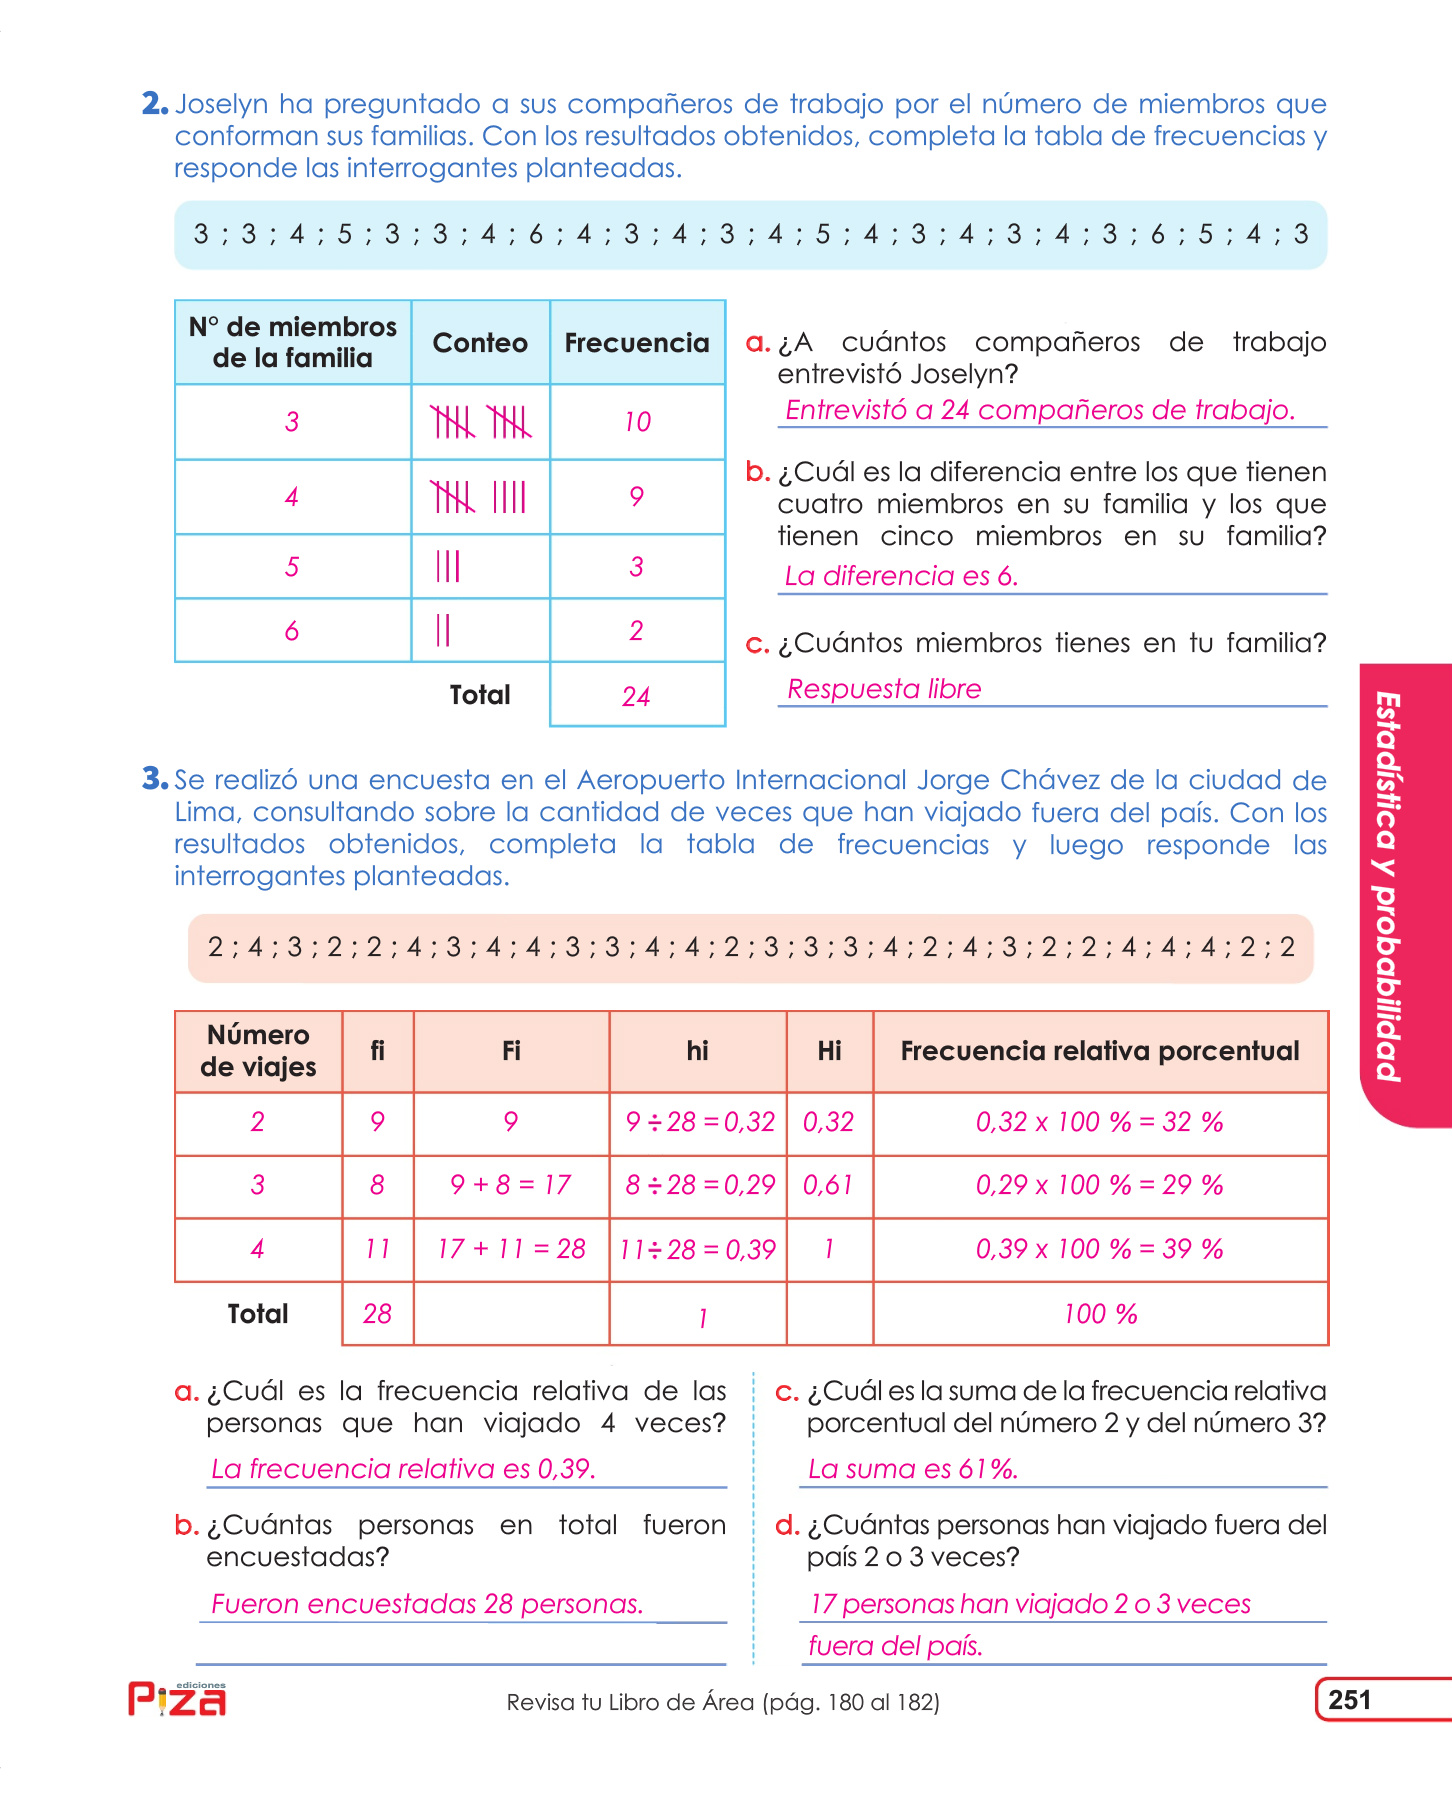 2. Joselyn ha preguntado a sus compañeros de trabajo por el número de miembros que
conforman sus familias. Con los resultados obtenidos, completa la tabla de frecuencias y
responde las interrogantes planteadas.
3 ; 3 ; 4 ; 5 ; 3 ; 3 ; 4 ; 6 ; 4 ; 3 ; 4 ; 3 ; 4 ; 5 ; 4 ; 3 ; 4 ; 3 ; 4 ; 3 ; 6 ; 5 ; 4 ; 3
N° de miembros
de la familia
Conteo
Frecuencia
3
10
4
9
5
3
6
2
Total
24
a. ¿A cuántos compañeros de trabajo
entrevistó Joselyn?
Entrevistó a 24 compañeros de trabajo.
b. ¿Cuál es la diferencia entre los que tienen
cuatro miembros en su familia y los que
tienen cinco miembros en su familia?
La diferencia es 6.
c. ¿Cuántos miembros tienes en tu familia?
Respuesta libre
3. Se realizó una encuesta en el Aeropuerto Internacional Jorge Chávez de la ciudad de
Lima, consultando sobre la cantidad de veces que han viajado fuera del país. Con los
resultados obtenidos, completa la tabla de frecuencias y luego responde las
interrogantes planteadas.
2 ; 4 ; 3 ; 2 ; 2 ; 4 ; 3 ; 4 ; 4 ; 3 ; 3 ; 4 ; 4 ; 2 ; 3 ; 3 ; 3 ; 4 ; 2 ; 4 ; 3 ; 2 ; 2 ; 4 ; 4 ; 4 ; 2 ; 2
Número
de viajes
fi
Fi
hi
Hi
Frecuencia relativa porcentual
2 9 9 9 ÷ 28 = 0,32 0,32 0,32 x 100 % = 32 %
3 8 9 + 8 = 17 8 ÷ 28 = 0,29 0,61 0,29 x 100 % = 29 %
4 11 17 + 11 = 28 11 ÷ 28 = 0,39 1 0,39 x 100 % = 39 %
Total 28 1 100 %
a. ¿Cuál es la frecuencia relativa de las
personas que han viajado 4 veces?
La frecuencia relativa es 0,39.
b. ¿Cuántas personas en total fueron
encuestadas?
Fueron encuestadas 28 personas.
c. ¿Cuál es la suma de la frecuencia relativa
porcentual del número 2 y del número 3?
La suma es 61%.
d. ¿Cuántas personas han viajado fuera del
país 2 o 3 veces?
17 personas han viajado 2 o 3 veces
fuera del país.
Estadística y probabilidad
ediciones
Piza
Revisa tu Libro de Área (pág. 180 al 182)
251